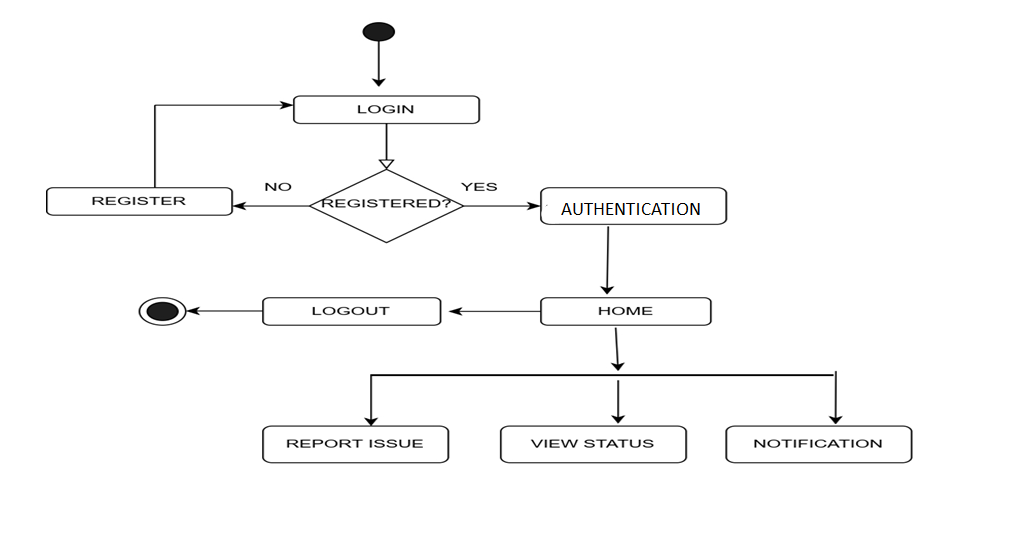 LOGIN
NO
YES
REGISTER
REGISTERED?
AUTHENTICATION
LOGOUT
HOME
REPORT ISSUE
VIEW STATUS
NOTIFICATION